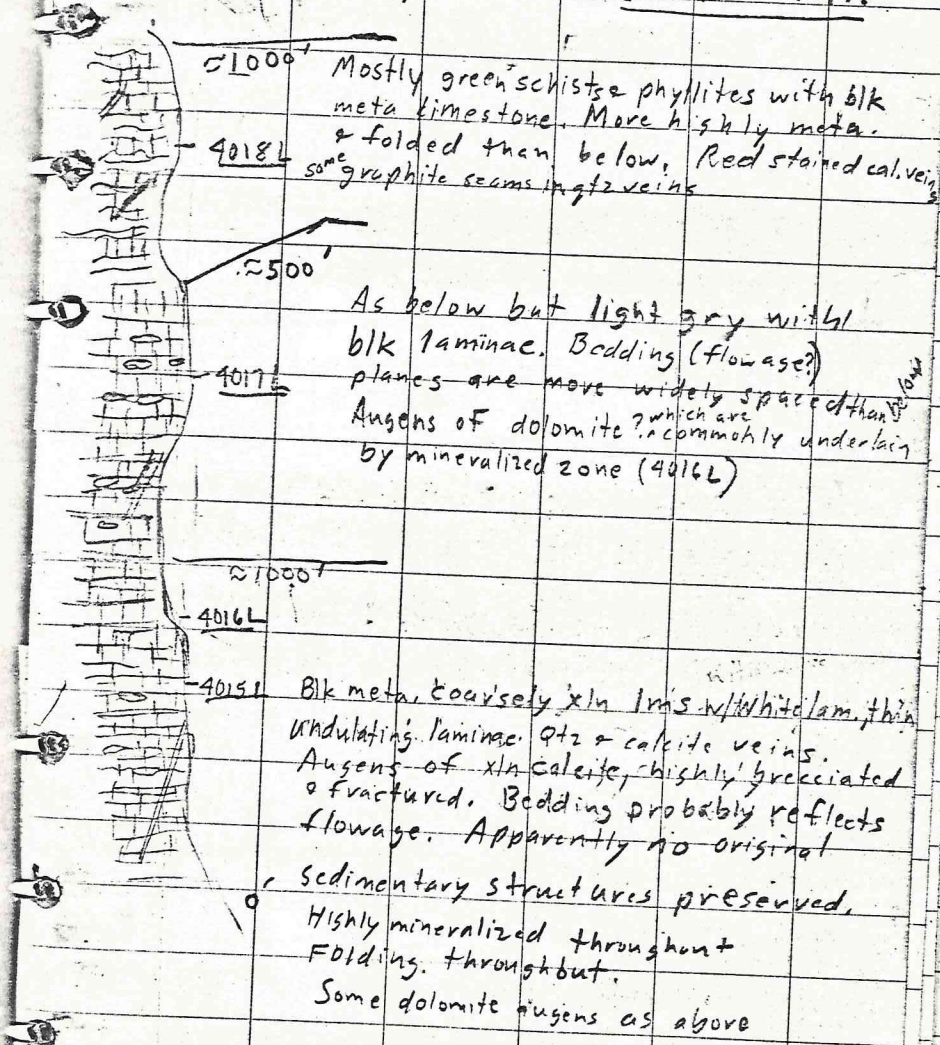 ≈1000'
Mostly green schists & phyllites with blk
meta limestone. More highly meta.
4018L
& folded than below. Red stained cal. veins
some graphite seams in qtz veins
≈500'
As below but light gry with
blk laminae. Bedding (flowage?)
4017L
planes are more widely spaced than below
Augens of dolomite? which are commonly underlain
by mineralized zone (4016L)
≈1000'
4016L
4015L
Blk meta, coarsely xln lms w/White lam, thin
undulating laminae. Qtz & calcite veins.
Augens of xln calcite, highly brecciated
& fractured. Bedding probably reflects
flowage. Apparently no original
sedimentary structures preserved.
0
Highly mineralized throughout
Folding throughout.
Some dolomite augens as above